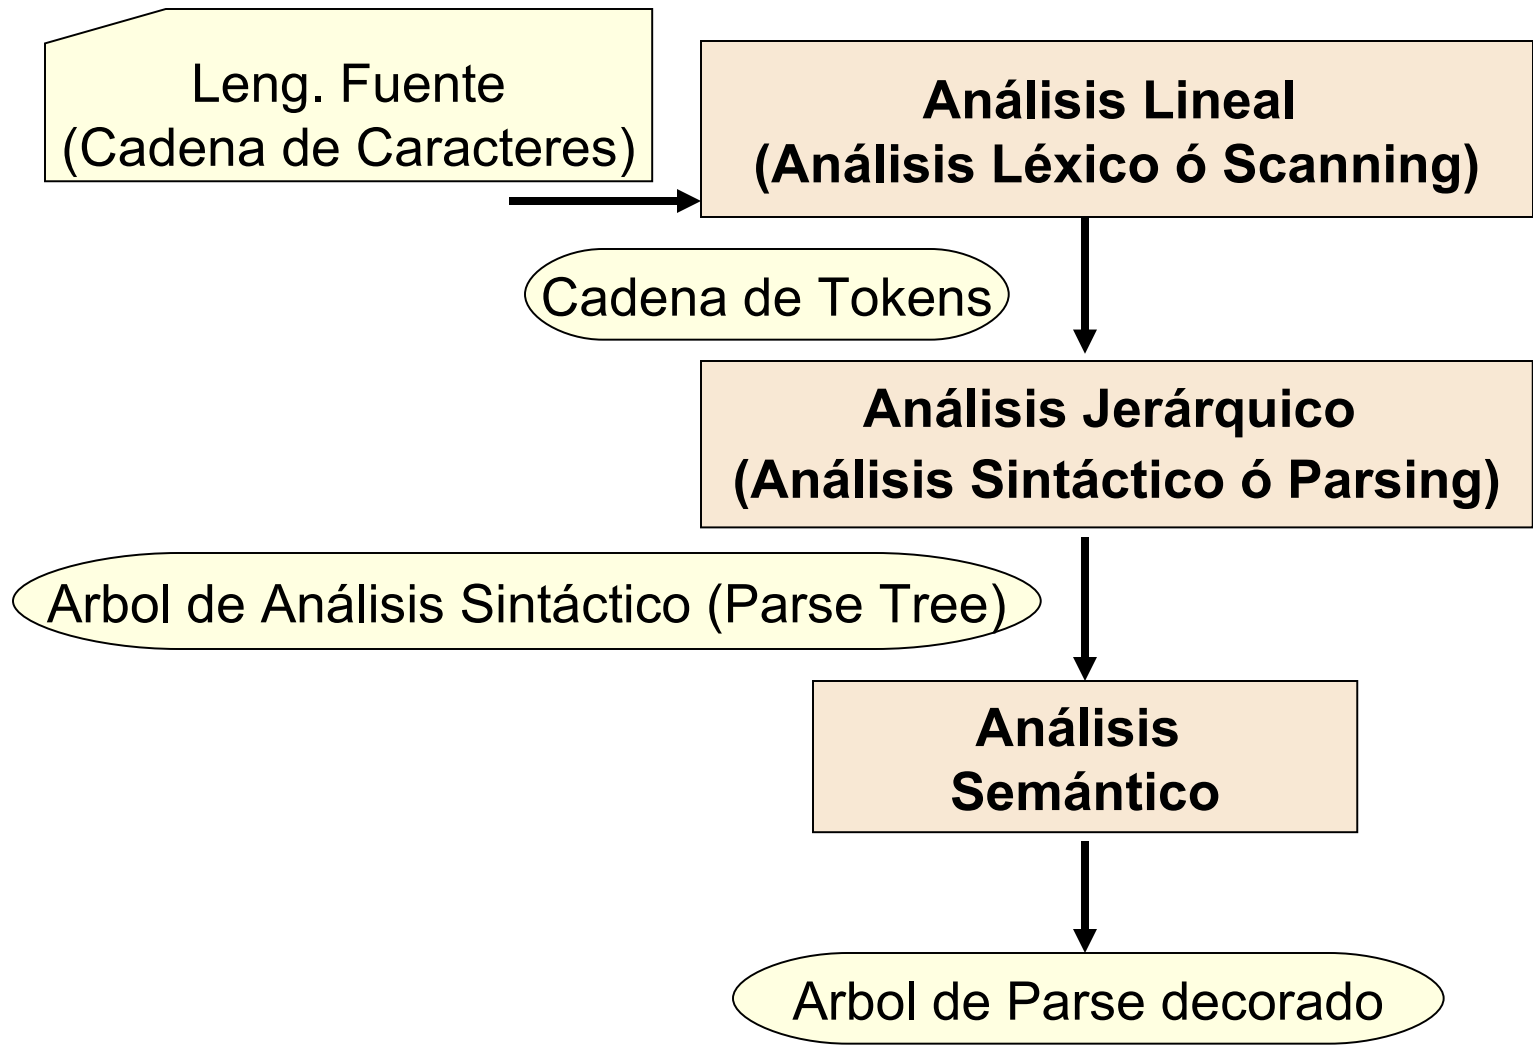 Leng. Fuente
(Cadena de Caracteres)
Análisis Lineal
(Análisis Léxico ó Scanning)
Cadena de Tokens
Análisis Jerárquico
(Análisis Sintáctico ó Parsing)
Arbol de Análisis Sintáctico (Parse Tree)
Análisis
Semántico
Arbol de Parse decorado